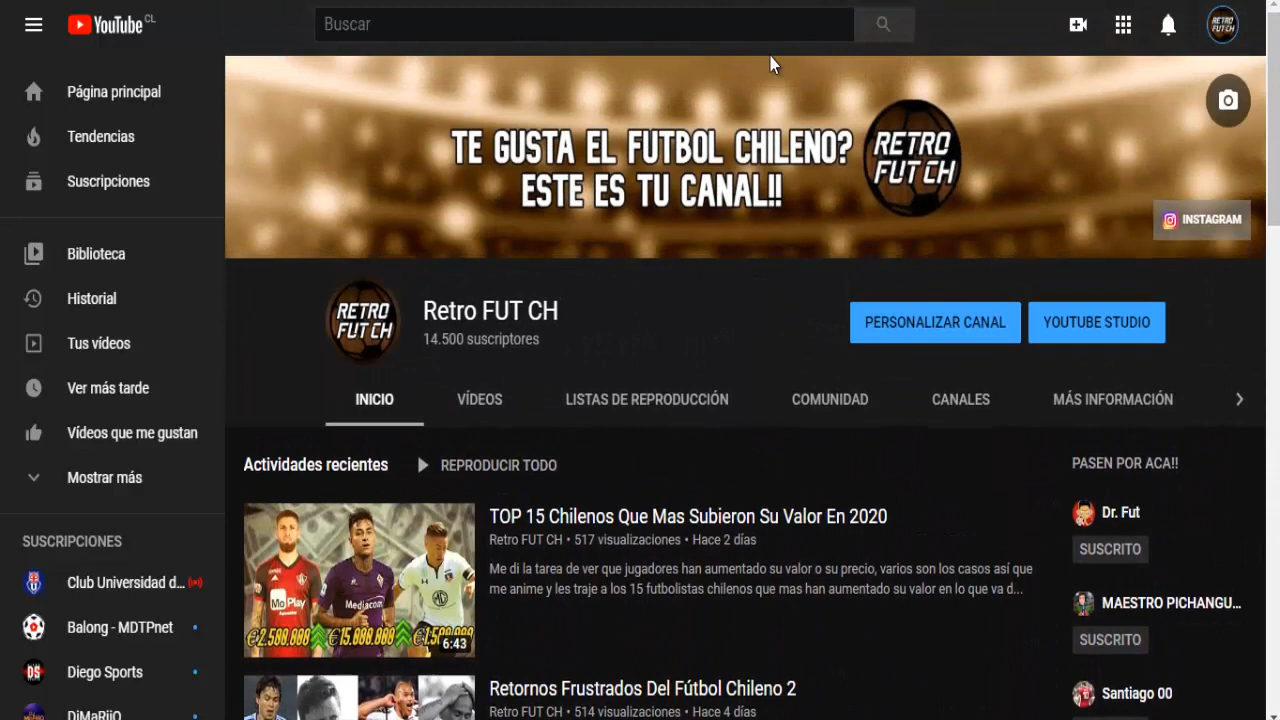 YouTube CL
Buscar
RETRO
FUT CH
Página principal
Tendencias
Suscripciones
Biblioteca
Historial
Tus vídeos
Ver más tarde
Vídeos que me gustan
Mostrar más
SUSCRIPCIONES
Club Universidad d...
Balong - MDTPnet
Diego Sports
DiMaRiiO
TE GUSTA EL FUTBOL CHILENO?
ESTE ES TU CANAL!!
RETRO
FUT CH
INSTAGRAM
RETRO
FUT CH
Retro FUT CH
14.500 suscriptores
PERSONALIZAR CANAL
YOUTUBE STUDIO
INICIO
VÍDEOS
LISTAS DE REPRODUCCIÓN
COMUNIDAD
CANALES
MÁS INFORMACIÓN
Actividades recientes
REPRODUCIR TODO
MoPlay
Mediacom
€2.500.000
€15.000.000
6:43
TOP 15 Chilenos Que Mas Subieron Su Valor En 2020
Retro FUT CH • 517 visualizaciones • Hace 2 días
Me di la tarea de ver que jugadores han aumentado su valor o su precio, varios son los casos así que
me anime y les traje a los 15 futbolistas chilenos que mas han aumentado su valor en lo que va d...
Retornos Frustrados Del Fútbol Chileno 2
Retro FUT CH • 514 visualizaciones • Hace 4 días
PASEN POR ACA!!
Dr. Fut
SUSCRITO
MAESTRO PICHANGU...
SUSCRITO
Santiago 00